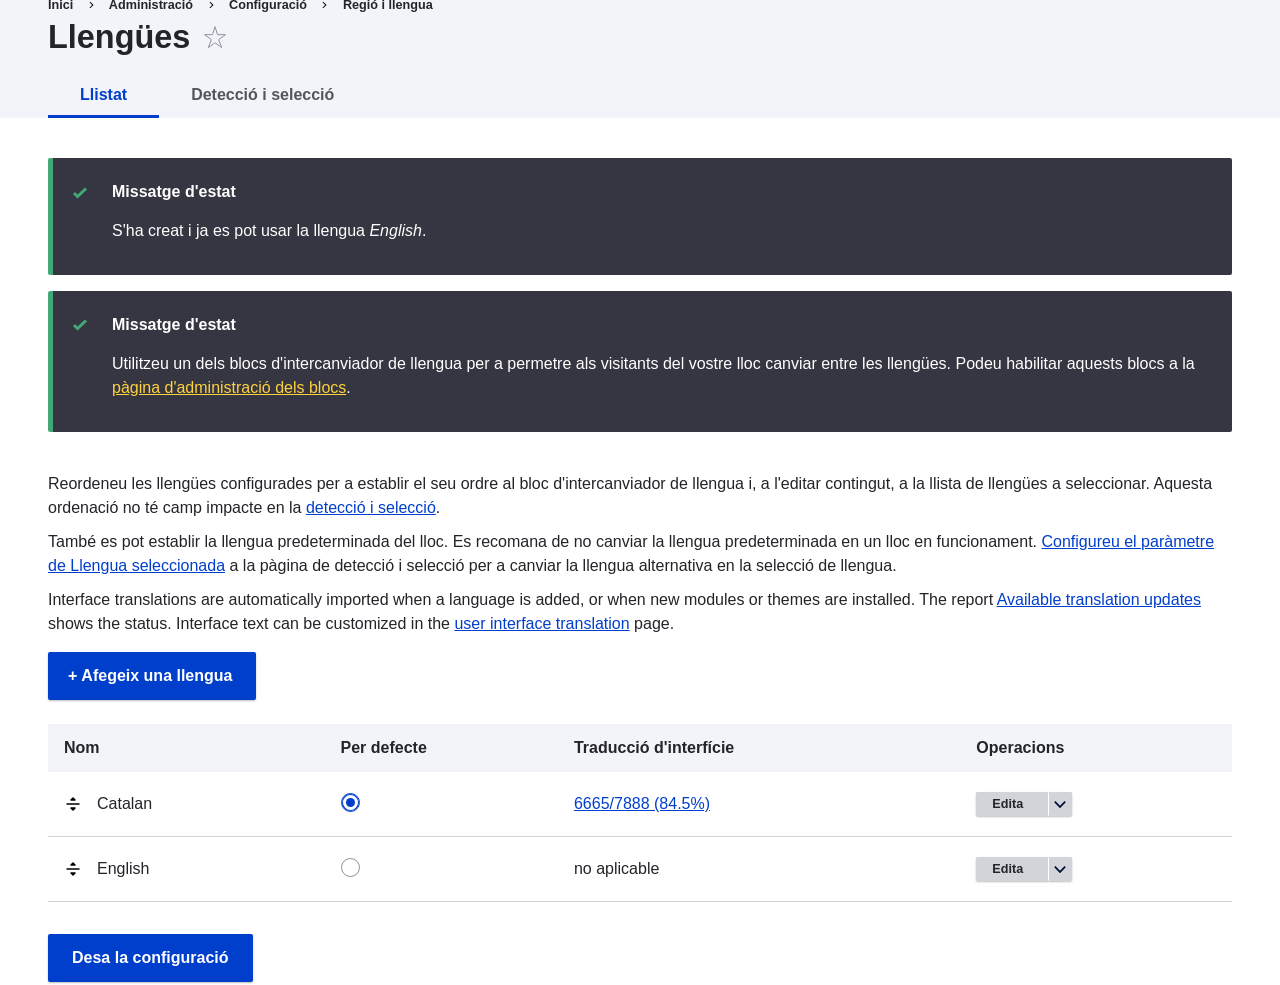 Inici > Administració > Configuració > Regió i llengua
Llengües
Llistat Detecció i selecció
Missatge d'estat
S'ha creat i ja es pot usar la llengua English.
Missatge d'estat
Utilitzeu un dels blocs d'intercanviador de llengua per a permetre als visitants del vostre lloc canviar entre les llengües. Podeu habilitar aquests blocs a la
pàgina d'administració dels blocs.
Reordeneu les llengües configurades per a establir el seu ordre al bloc d'intercanviador de llengua i, a l'editar contingut, a la llista de llengües a seleccionar. Aquesta
ordenació no té camp impacte en la detecció i selecció.
També es pot establir la llengua predeterminada del lloc. Es recomana de no canviar la llengua predeterminada en un lloc en funcionament. Configureu el paràmetre
de Llengua seleccionada a la pàgina de detecció i selecció per a canviar la llengua alternativa en la selecció de llengua.
Interface translations are automatically imported when a language is added, or when new modules or themes are installed. The report Available translation updates
shows the status. Interface text can be customized in the user interface translation page.
+ Afegeix una llengua
Nom Per defecte Traducció d'interfície Operacions
Catalan 6665/7888 (84.5%) Edita
English no aplicable Edita
Desa la configuració